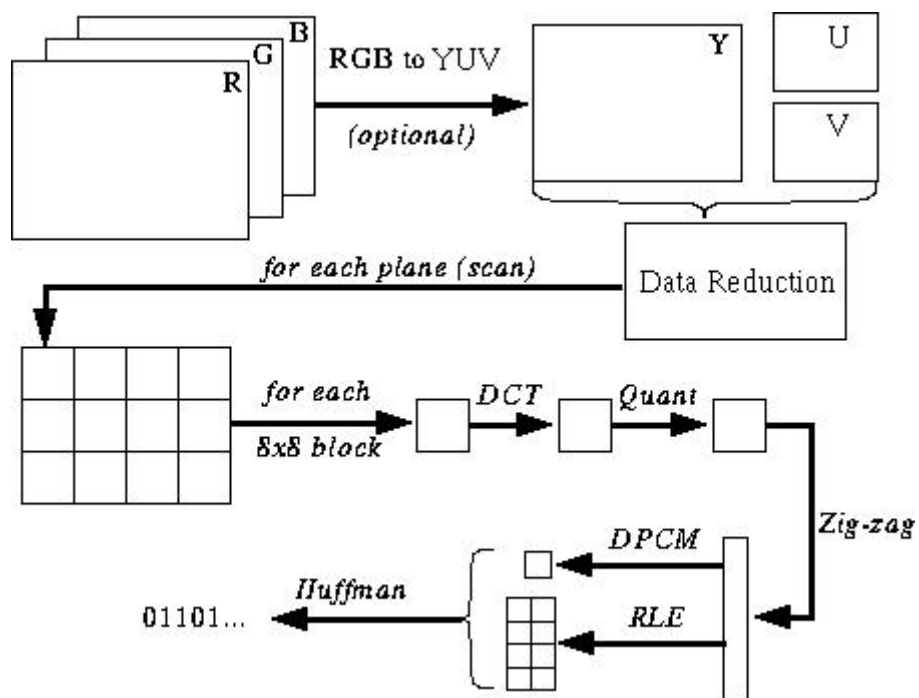 B
G
R
RGB to YUV
(optional)
Y
U
V
Data Reduction
for each plane (scan)
for each
8x8 block
DCT
Quant
Zig-zag
DPCM
RLE
Huffman
01101...